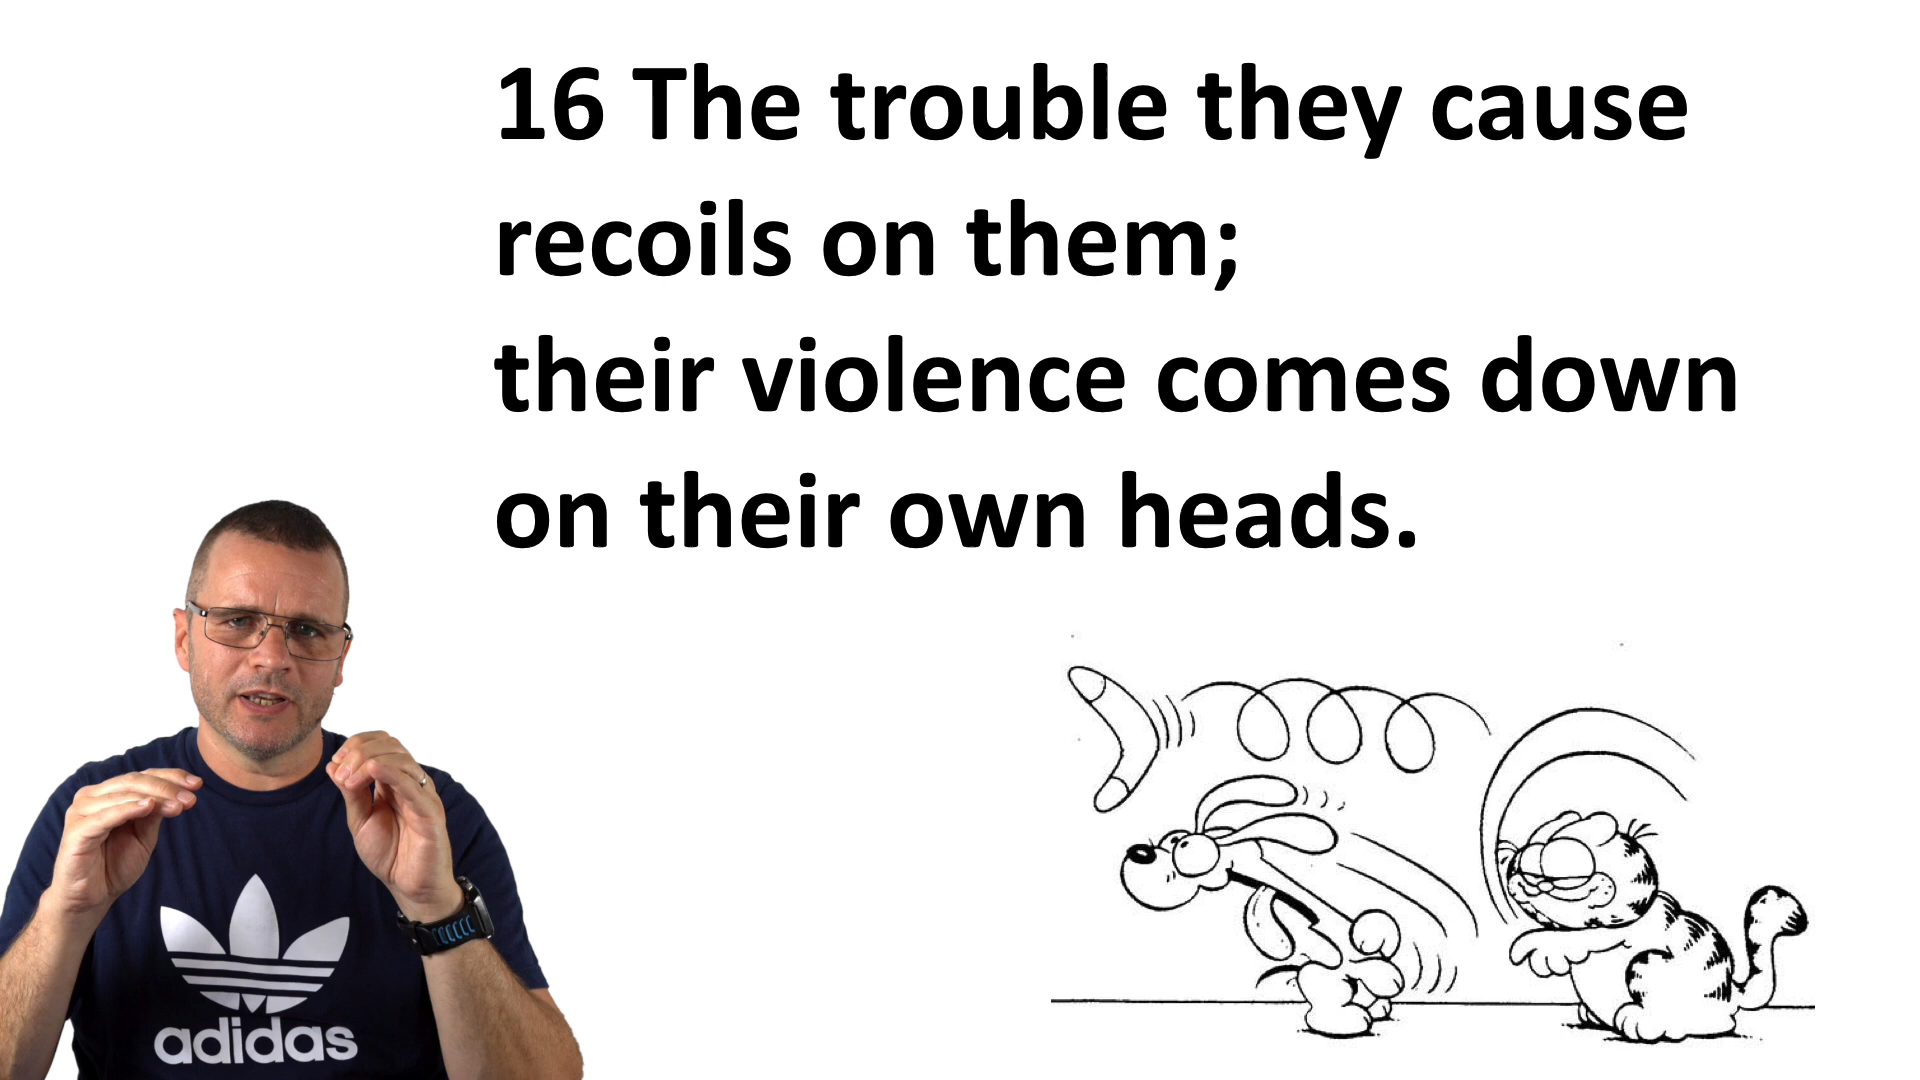 16 The trouble they cause
recoils on them;
their violence comes down
on their own heads.
adidas